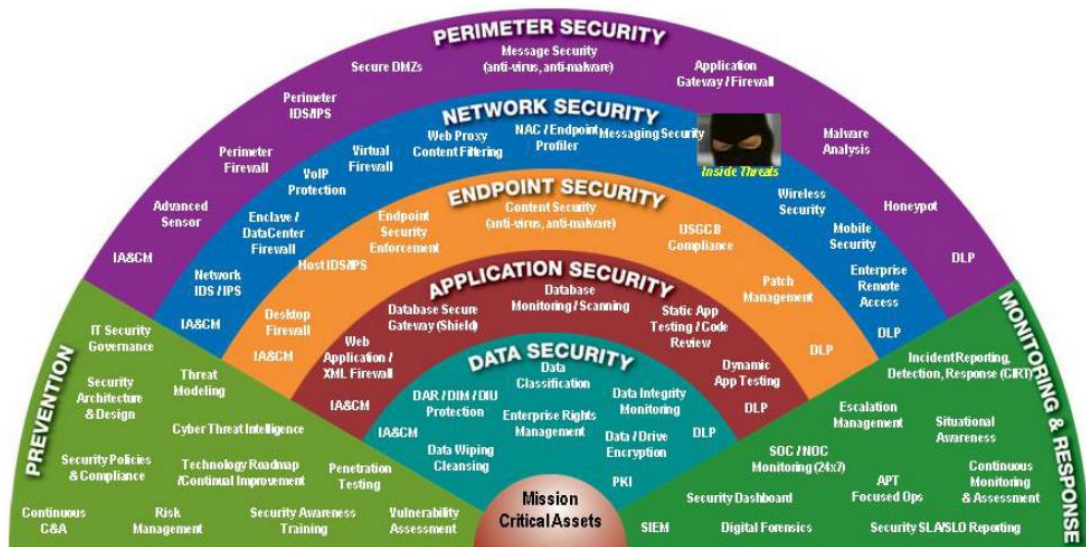 PERIMETER SECURITY
Secure DMZs
Message Security
(anti-virus, anti-malware)
Application
Gateway / Firewall
Perimeter
IDS/IPS
Malware
Analysis
Perimeter
Firewall
Advanced
Sensor
Honeypot
IA&CM
DLP
NETWORK SECURITY
Web Proxy
Content Filtering
NAC / Endpoint
Profiler
Messaging Security
Inside Threats
Virtual
Firewall
VoIP
Protection
Wireless
Security
Enclave /
DataCenter
Firewall
Mobile
Security
Network
IDS / IPS
Enterprise
Remote
Access
IA&CM
DLP
ENDPOINT SECURITY
Content Security
(anti-virus, anti-malware)
Endpoint
Security
Enforcement
USGCB
Compliance
Host IDS/IPS
Patch
Management
Desktop
Firewall
IA&CM
DLP
APPLICATION SECURITY
Database Secure
Gateway (Shield)
Database
Monitoring / Scanning
Static App
Testing / Code
Review
Web
Application /
XML Firewall
Dynamic
App Testing
IA&CM
DLP
DATA SECURITY
Data
Classification
DAR / DIM / DIU
Protection
Data Integrity
Monitoring
Enterprise Rights
Management
IA&CM
DLP
Data Wiping
Cleansing
Data / Drive
Encryption
PKI
Mission
Critical Assets
PREVENTION
IT Security
Governance
Threat
Modeling
Security
Architecture
& Design
Cyber Threat Intelligence
Security Policies
& Compliance
Technology Roadmap
/Continual Improvement
Penetration
Testing
Continuous
C&A
Risk
Management
Security Awareness
Training
Vulnerability
Assessment
MONITORING & RESPONSE
Incident Reporting,
Detection, Response (CIRT)
Escalation
Management
Situational
Awareness
SOC / NOC
Monitoring (24x7)
Continuous
Monitoring
& Assessment
APT
Focused Ops
Security Dashboard
SIEM
Digital Forensics
Security SLA/SLO Reporting